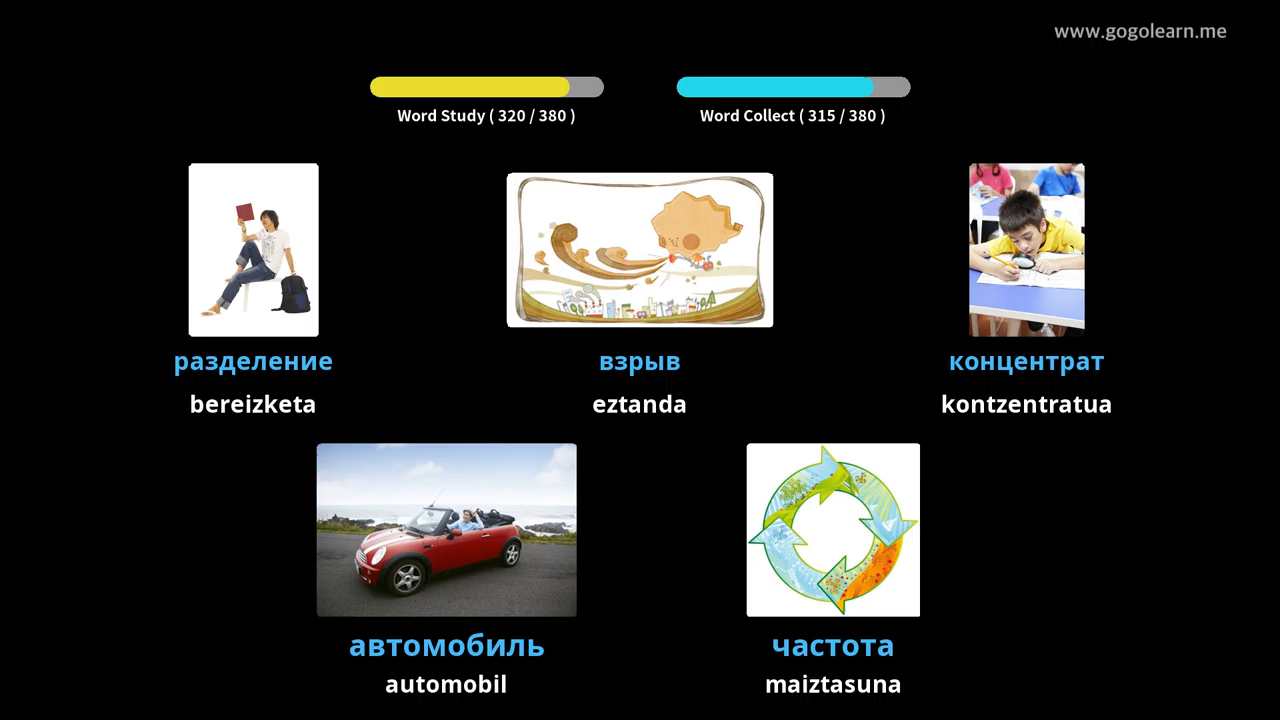 www.gogolearn.me
Word Study ( 320 / 380 )
Word Collect ( 315 / 380 )
разделение
взрыв
концентрат
bereizketa
eztanda
kontzentratua
автомобиль
частота
automobil
maiztasuna